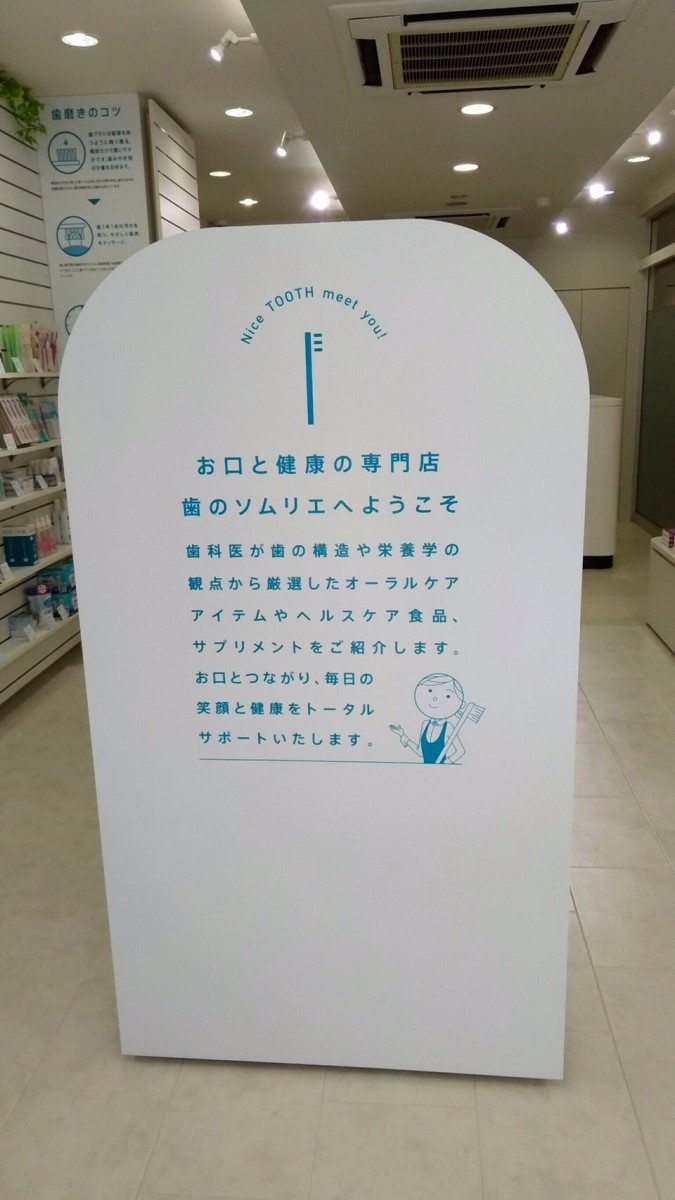 歯磨きのコツ
Nice TOOTH meet you!
お口と健康の専門店
歯のソムリエへようこそ
歯科医が歯の構造や栄養学の
観点から厳選したオーラルケア
アイテムやヘルスケア食品、
サプリメントをご紹介します。
お口とつながり、毎日の
笑顔と健康をトータル
サポートいたします。